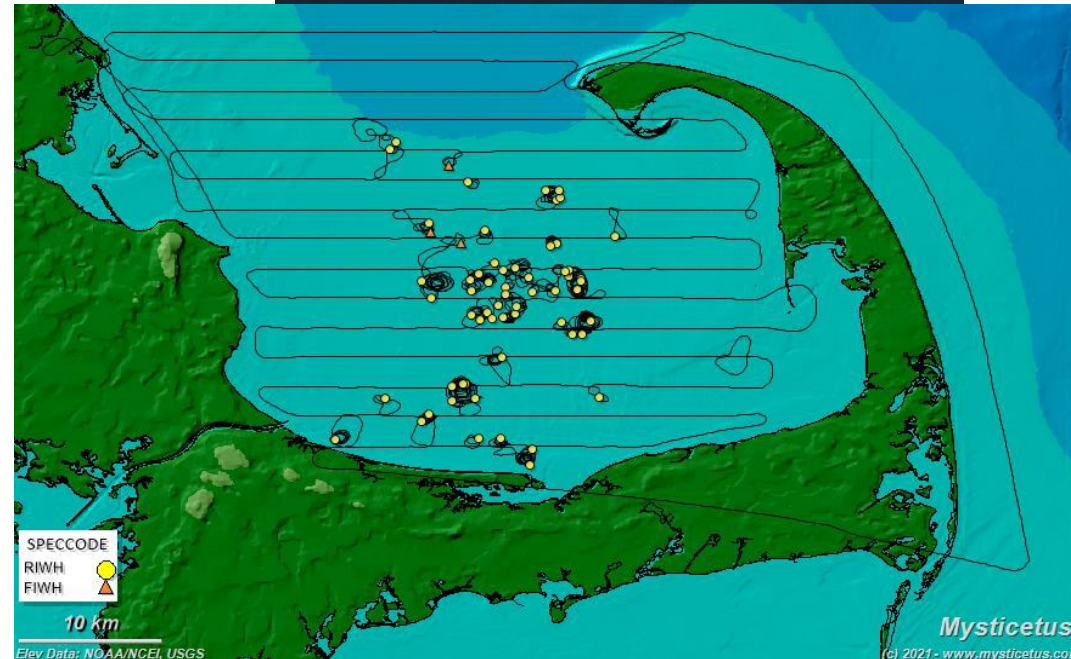 SPECCODE
RIWH
FIWH
10 km
Elev Data: NOAA/NCEI, USGS
Mysticetus
(c) 2021 - www.mysticetus.co